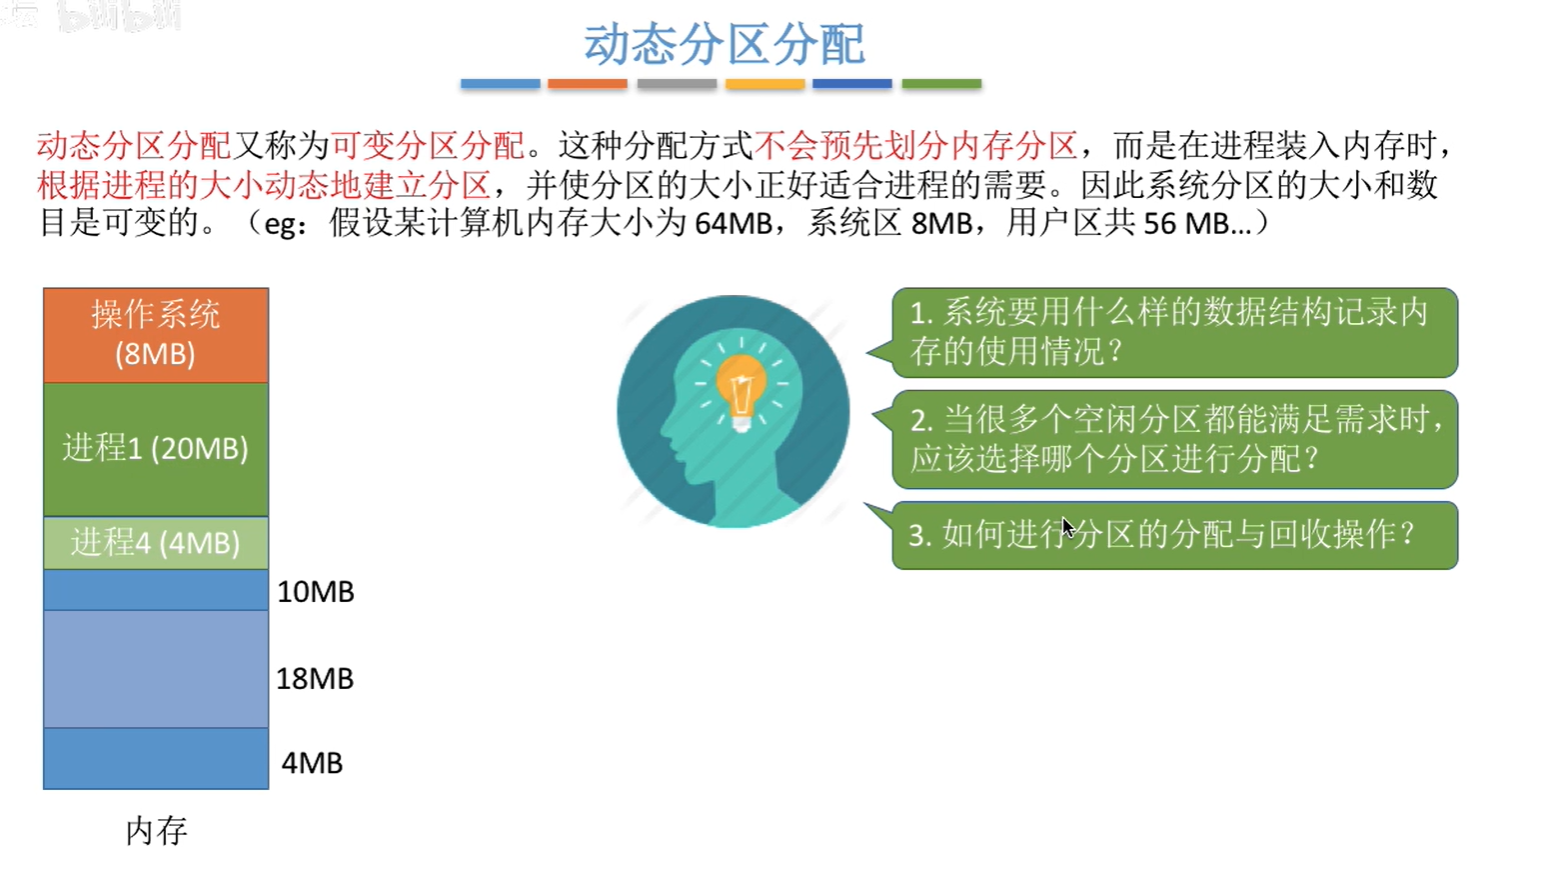 动态分区分配
动态分区分配又称为可变分区分配。这种分配方式不会预先划分内存分区，而是在进程装入内存时，
根据进程的大小动态地建立分区，并使分区的大小正好适合进程的需要。因此系统分区的大小和数
目是可变的。（eg：假设某计算机内存大小为 64MB，系统区 8MB，用户区共 56 MB…）
操作系统
(8MB)
进程1 (20MB)
进程4 (4MB)
10MB
18MB
4MB
内存
1. 系统要用什么样的数据结构记录内
存的使用情况？
2. 当很多个空闲分区都能满足需求时，
应该选择哪个分区进行分配？
3. 如何进行分区的分配与回收操作？